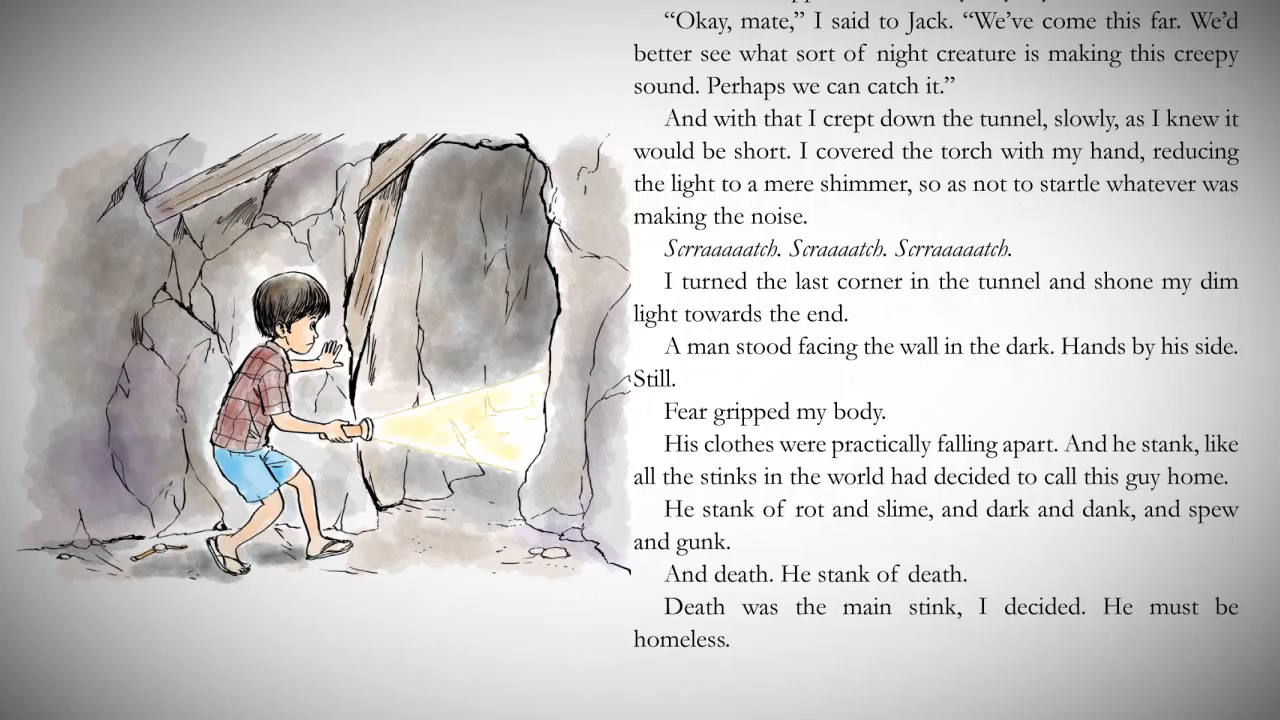 “Okay, mate,” I said to Jack. “We’ve come this far. We’d
better see what sort of night creature is making this creepy
sound. Perhaps we can catch it.”
And with that I crept down the tunnel, slowly, as I knew it
would be short. I covered the torch with my hand, reducing
the light to a mere shimmer, so as not to startle whatever was
making the noise.
Scrraaaaatch. Scraaaatch. Scrraaaaatch.
I turned the last corner in the tunnel and shone my dim
light towards the end.
A man stood facing the wall in the dark. Hands by his side.
Still.
Fear gripped my body.
His clothes were practically falling apart. And he stank, like
all the stinks in the world had decided to call this guy home.
He stank of rot and slime, and dark and dank, and spew
and gunk.
And death. He stank of death.
Death was the main stink, I decided. He must be
homeless.